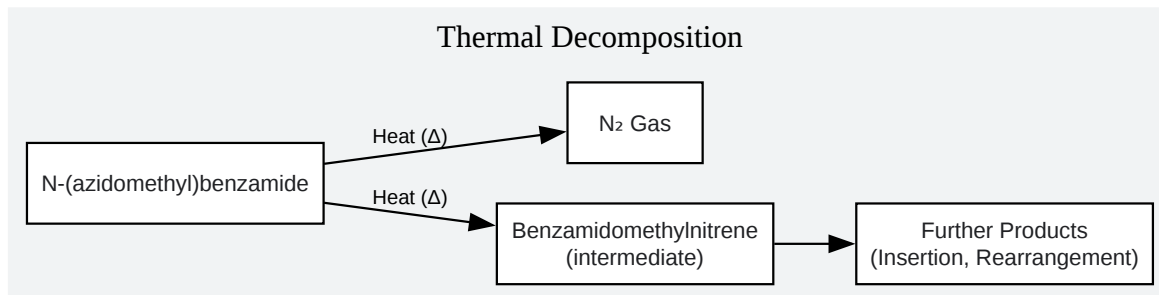 Thermal Decomposition
Heat (Δ)
N₂ Gas
N-(azidomethyl)benzamide
Heat (Δ)
Benzamidomethylnitrene
(intermediate)
Further Products
(Insertion, Rearrangement)